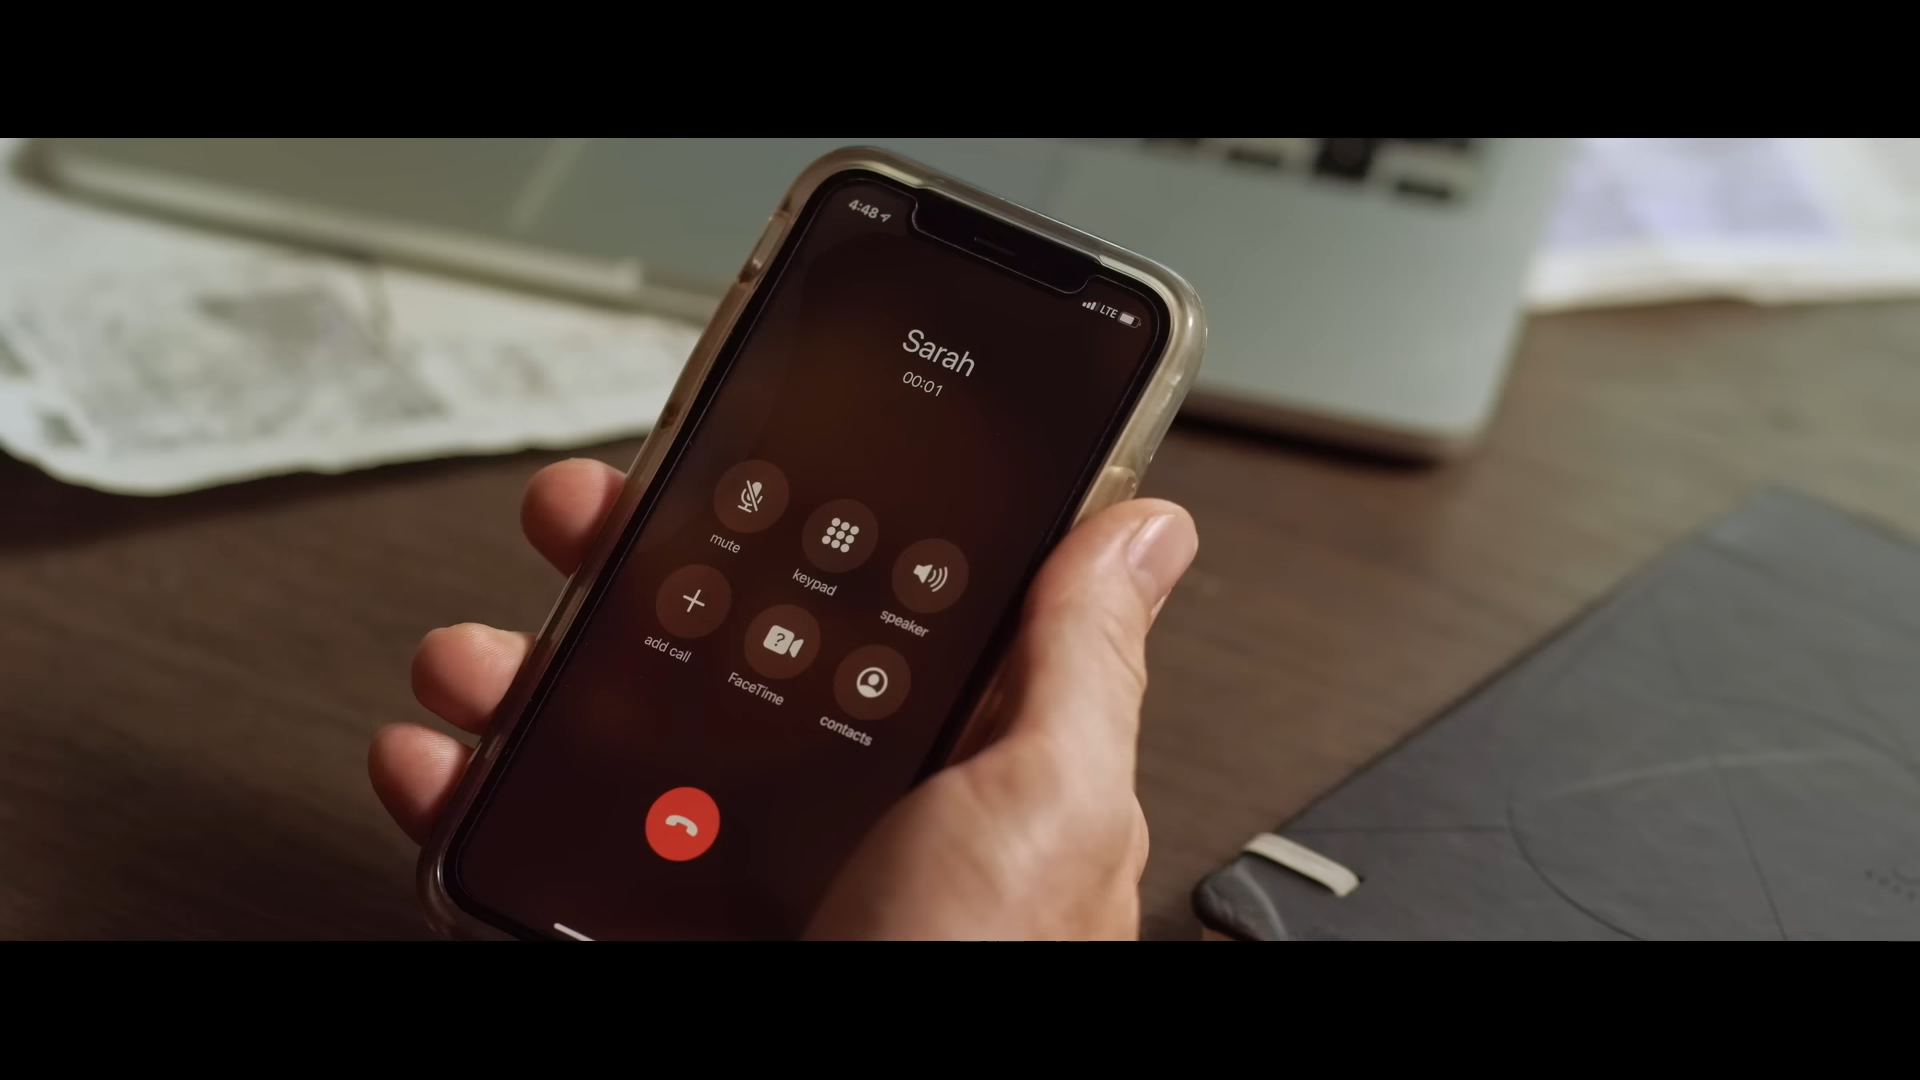 4:48
LTE
Sarah
00:01
mute
keypad
speaker
add call
?
FaceTime
contacts